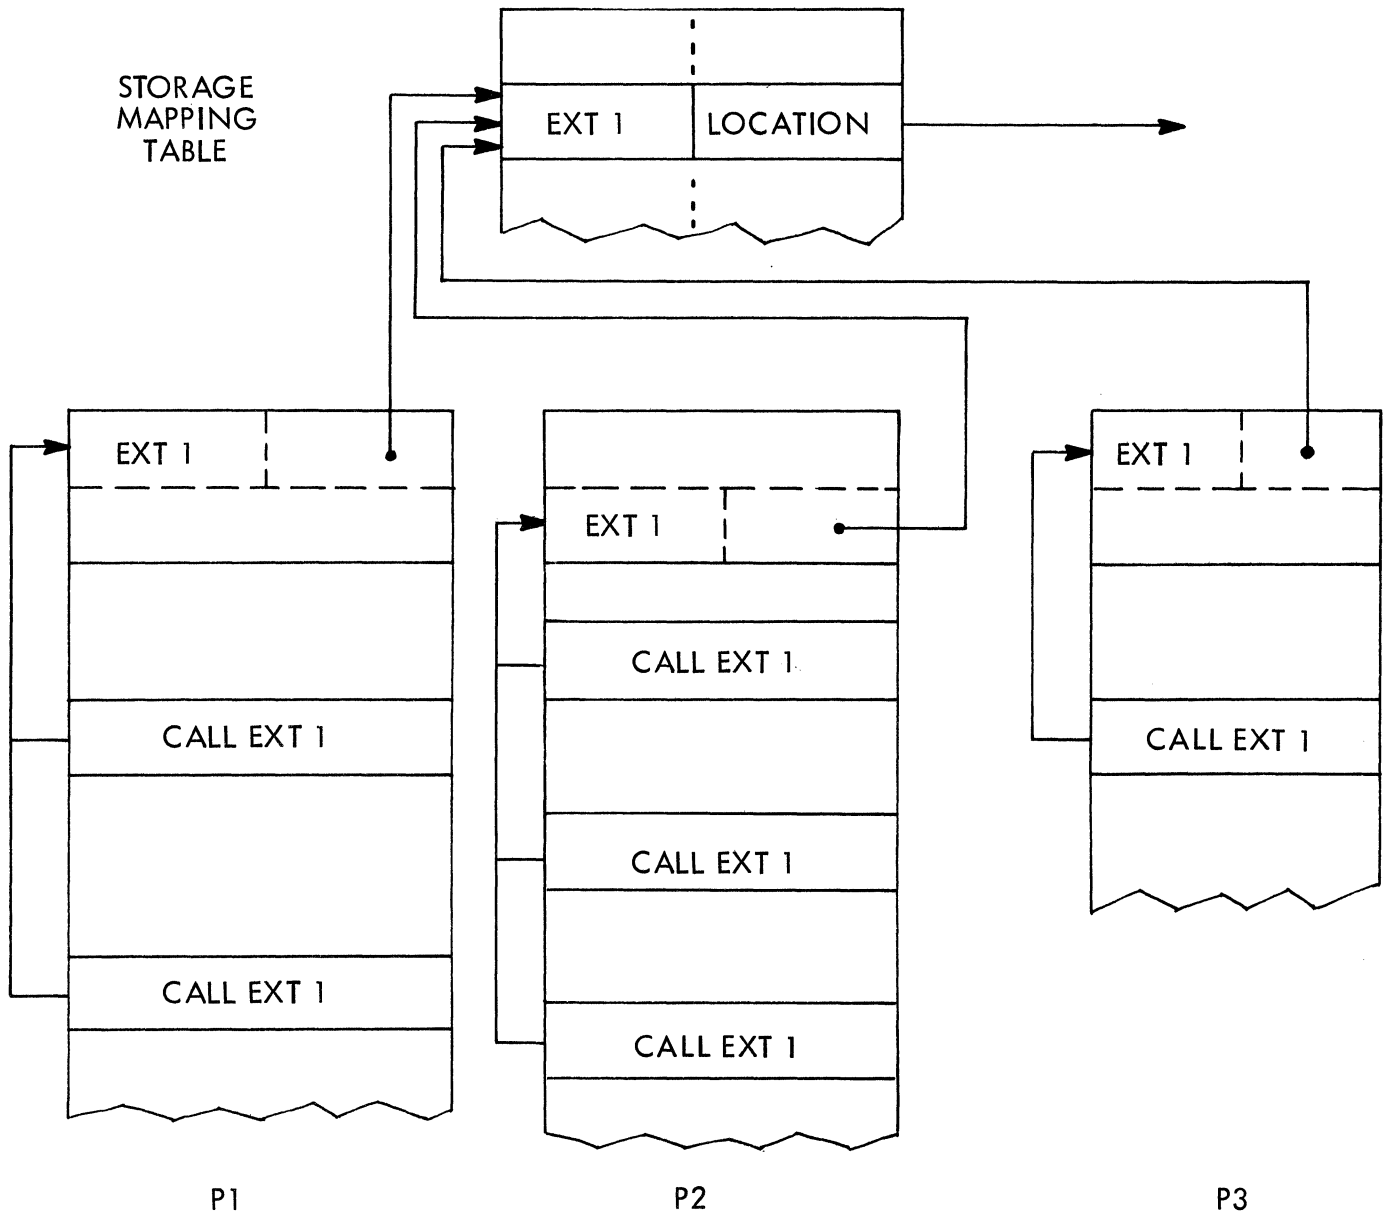 STORAGE
MAPPING
TABLE
EXT 1
LOCATION
EXT 1
CALL EXT 1
CALL EXT 1
P1
EXT 1
CALL EXT 1
CALL EXT 1
CALL EXT 1
P2
EXT 1
CALL EXT 1
P3